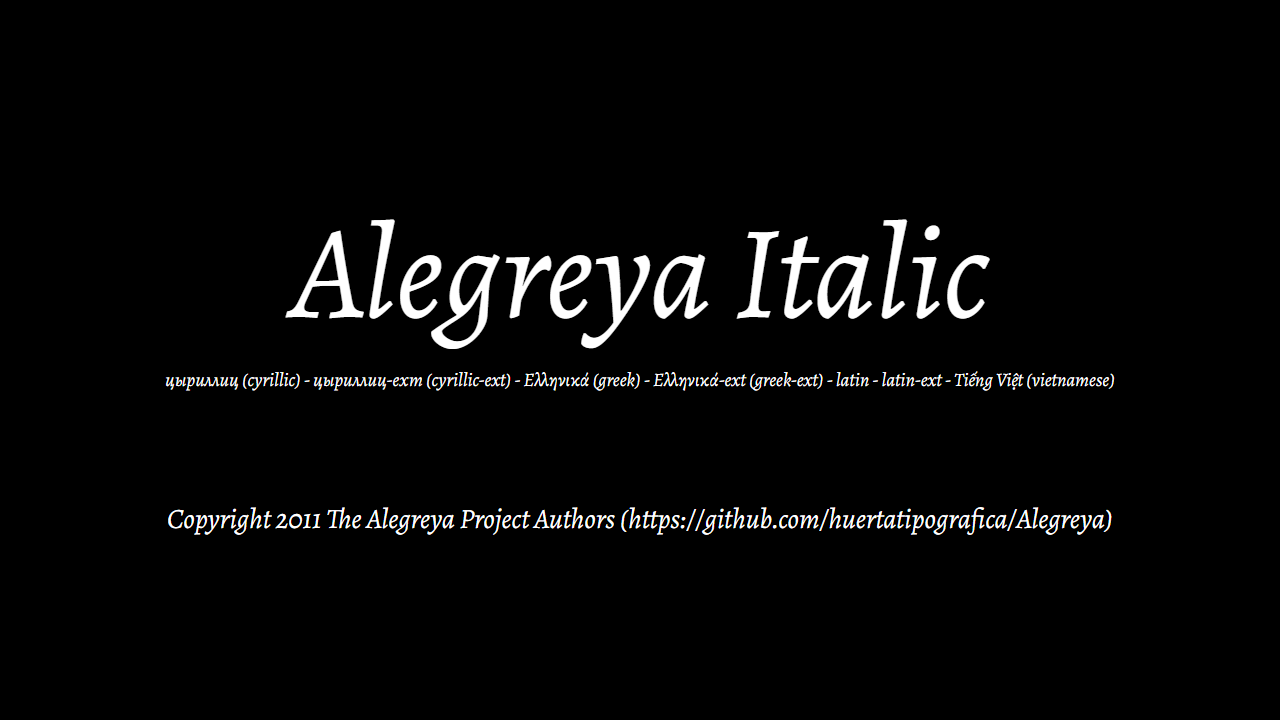 Alegreya Italic
цыриллиц (cyrillic) - цыриллиц-ехт (cyrillic-ext) - Ελληνικά (greek) - Ελληνικά-ext (greek-ext) - latin - latin-ext - Tiếng Việt (vietnamese)
Copyright 2011 The Alegreya Project Authors (https://github.com/huertatipografica/Alegreya)